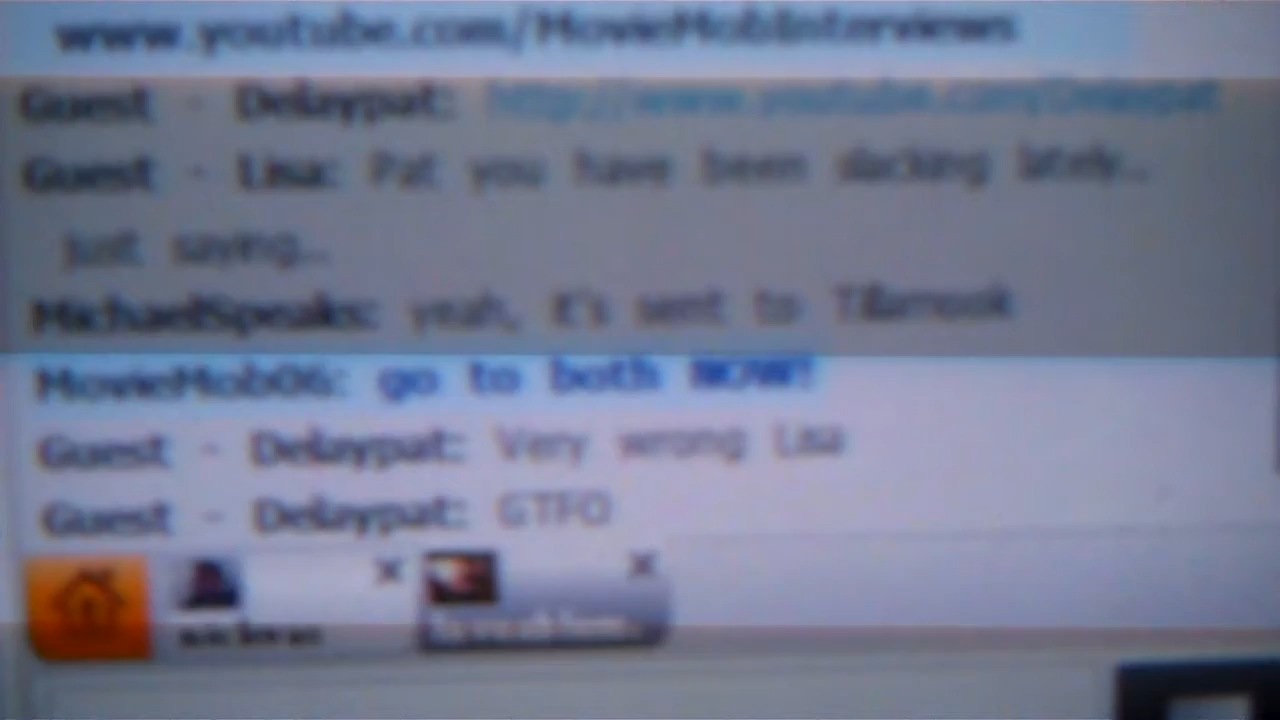 www.youtube.com/MovieMobInterviews
Guest - Delaypat: http://www.youtube.com/Delaypat
Guest - Lisa: Pat you have been slacking lately...
just saying...
MichaelSpeaks: yeah, it's sent to Tillamook
MovieMob06: go to both NOW!
Guest - Delaypat: Very wrong Lisa
Guest - Delaypat: GTFO